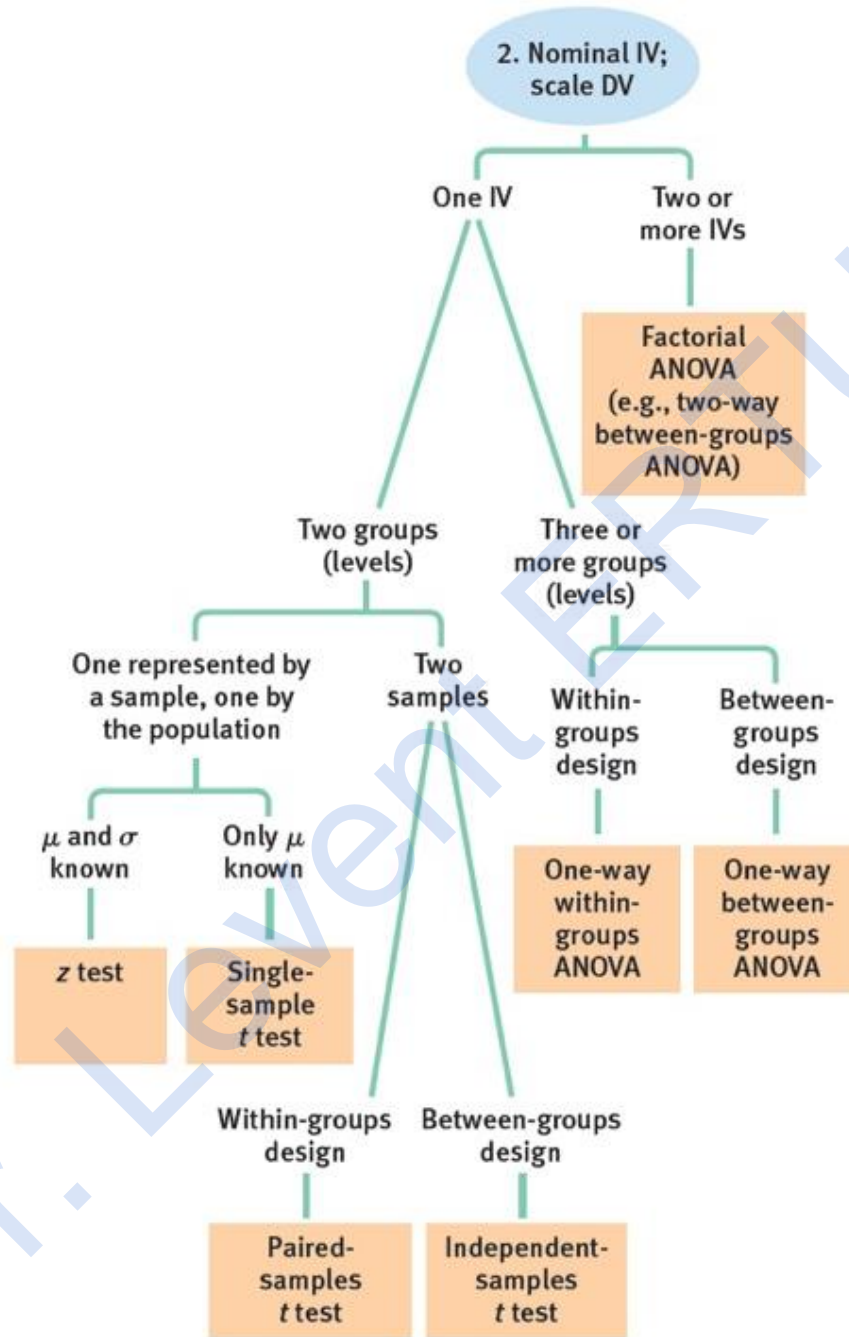 2. Nominal IV;
scale DV
One IV
Two or
more IVs
Factorial
ANOVA
(e.g., two-way
between-groups
ANOVA)
Two groups
(levels)
Three or
more groups
(levels)
One represented by
a sample, one by
the population
Two
samples
Within-
groups
design
Between-
groups
design
μ and σ
known
Only μ
known
One-way
within-
groups
ANOVA
One-way
between-
groups
ANOVA
z test
Single-
sample
t test
Within-groups
design
Between-groups
design
Paired-
samples
t test
Independent-
samples
t test
Levent